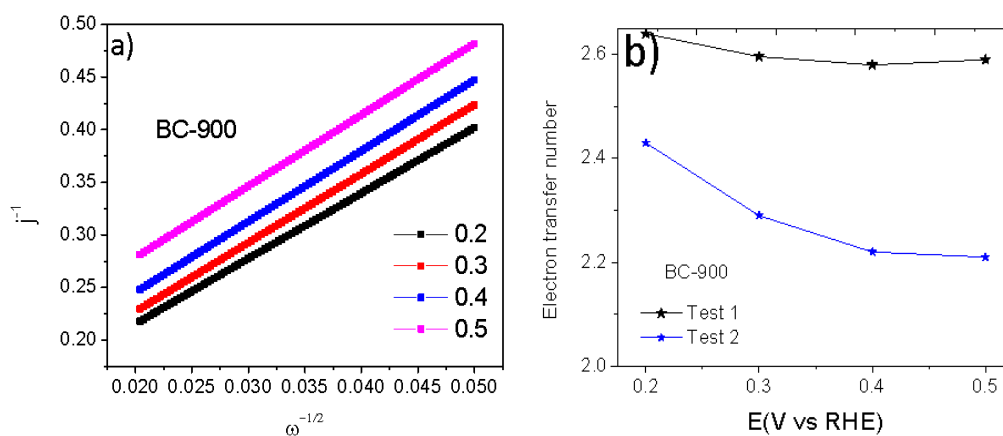 a)
BC-900
0.50
0.45
0.40
0.35
0.30
0.25
0.20
j⁻¹
0.2
0.3
0.4
0.5
0.020 0.025 0.030 0.035 0.040 0.045 0.050
ω⁻¹/²
b)
2.6
2.4
2.2
2.0
Electron transfer number
BC-900
Test 1
Test 2
0.2 0.3 0.4 0.5
E(V vs RHE)